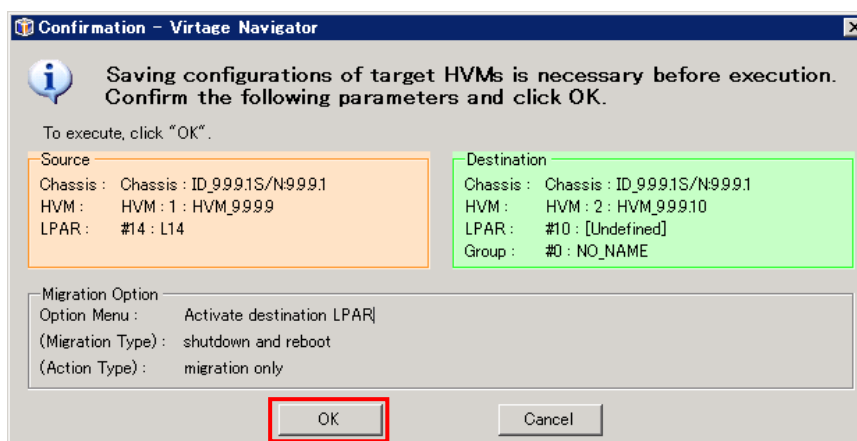 Confirmation - Virtage Navigator
Saving configurations of target HVMs is necessary before execution.
Confirm the following parameters and click OK.
To execute, click "OK".
Source
Chassis : Chassis : ID_9.9.9.1S/N:9.9.9.1
HVM : HVM : 1 : HVM_9.9.9.9
LPAR : #14 : L14
Destination
Chassis : Chassis : ID_9.9.9.1S/N:9.9.9.1
HVM : HVM : 2 : HVM_9.9.9.10
LPAR : #10 : [Undefined]
Group : #0 : NO_NAME
Migration Option
Option Menu : Activate destination LPAR
(Migration Type) : shutdown and reboot
(Action Type) : migration only
OK
Cancel